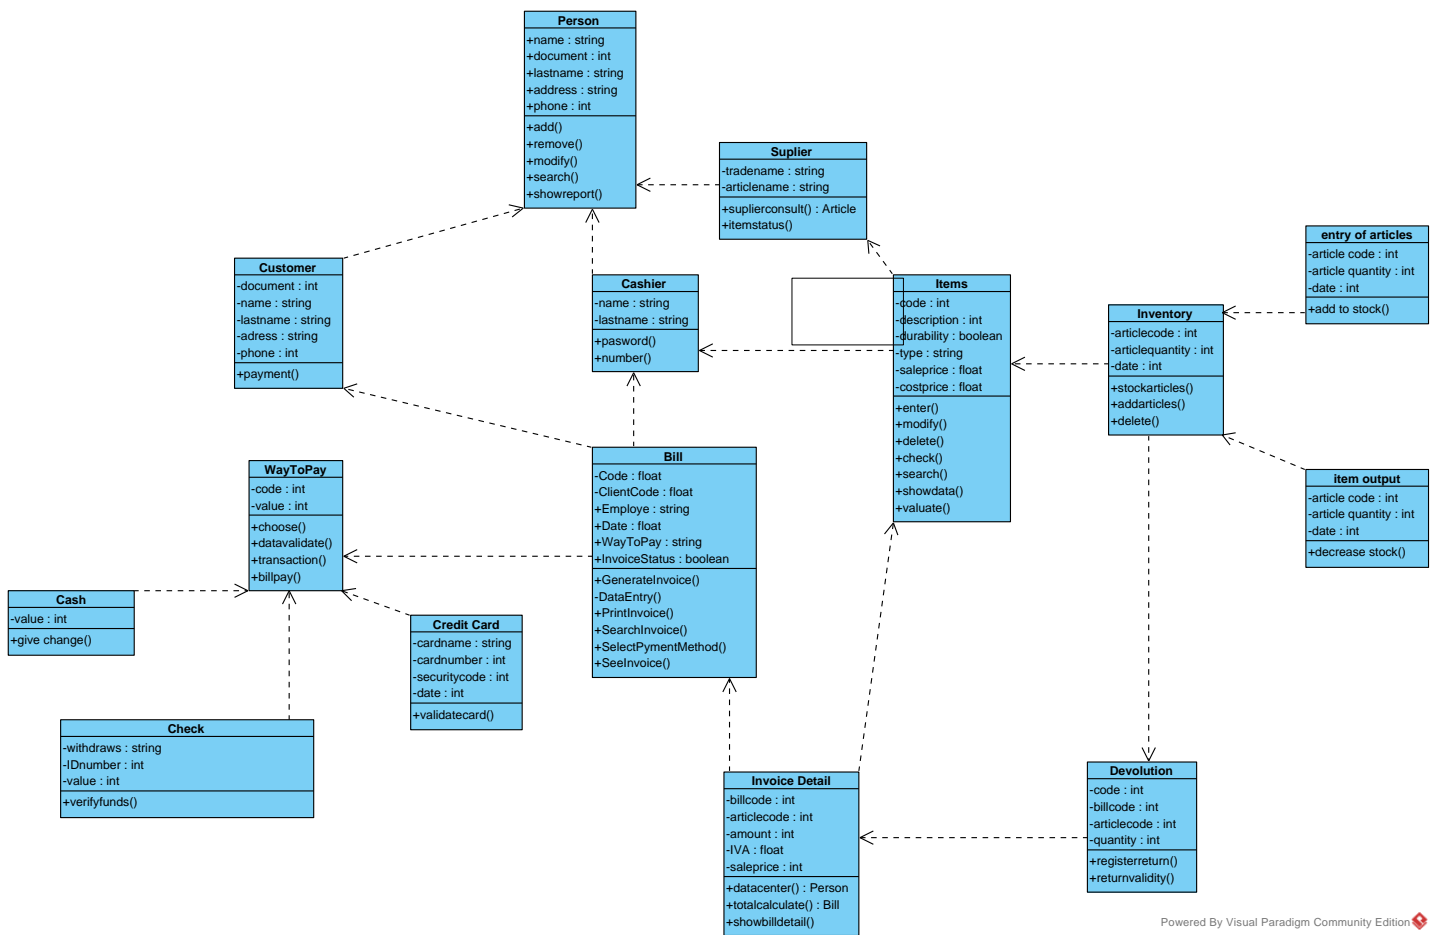 Person
+name : string
+document : int
+lastname : string
+address : string
+phone : int
+add()
+remove()
+modify()
+search()
+showreport()
Suplier
-tradename : string
-articlename : string
+suplierconsult() : Article
+itemstatus()
entry of articles
-article code : int
-article quantity : int
-date : int
+add to stock()
Customer
-document : int
-name : string
-lastname : string
-adress : string
-phone : int
+payment()
Cashier
-name : string
-lastname : string
+pasword()
+number()
Items
-code : int
-description : int
-durability : boolean
-type : string
-saleprice : float
-costprice : float
+enter()
+modify()
+delete()
+check()
+search()
+showdata()
+valuate()
Inventory
-articlecode : int
-articlequantity : int
-date : int
+stockarticles()
+addarticles()
+delete()
WayToPay
-code : int
-value : int
+choose()
+datavalidate()
+transaction()
+billpay()
Bill
-Code : float
-ClientCode : float
+Employe : string
+Date : float
+WayToPay : string
+InvoiceStatus : boolean
+GenerateInvoice()
-DataEntry()
+PrintInvoice()
+SearchInvoice()
+SelectPymentMethod()
+SeeInvoice()
item output
-article code : int
-article quantity : int
-date : int
+decrease stock()
Cash
-value : int
+give change()
Credit Card
-cardname : string
-cardnumber : int
-securitycode : int
-date : int
+validatecard()
Check
-withdraws : string
-IDnumber : int
-value : int
+verifyfunds()
Invoice Detail
-billcode : int
-articlecode : int
-amount : int
-IVA : float
-saleprice : int
+datacenter() : Person
+totalcalculate() : Bill
+showbilldetail()
Devolution
-code : int
-billcode : int
-articlecode : int
-quantity : int
+registerreturn()
+returnvalidity()
Powered By Visual Paradigm Community Edition